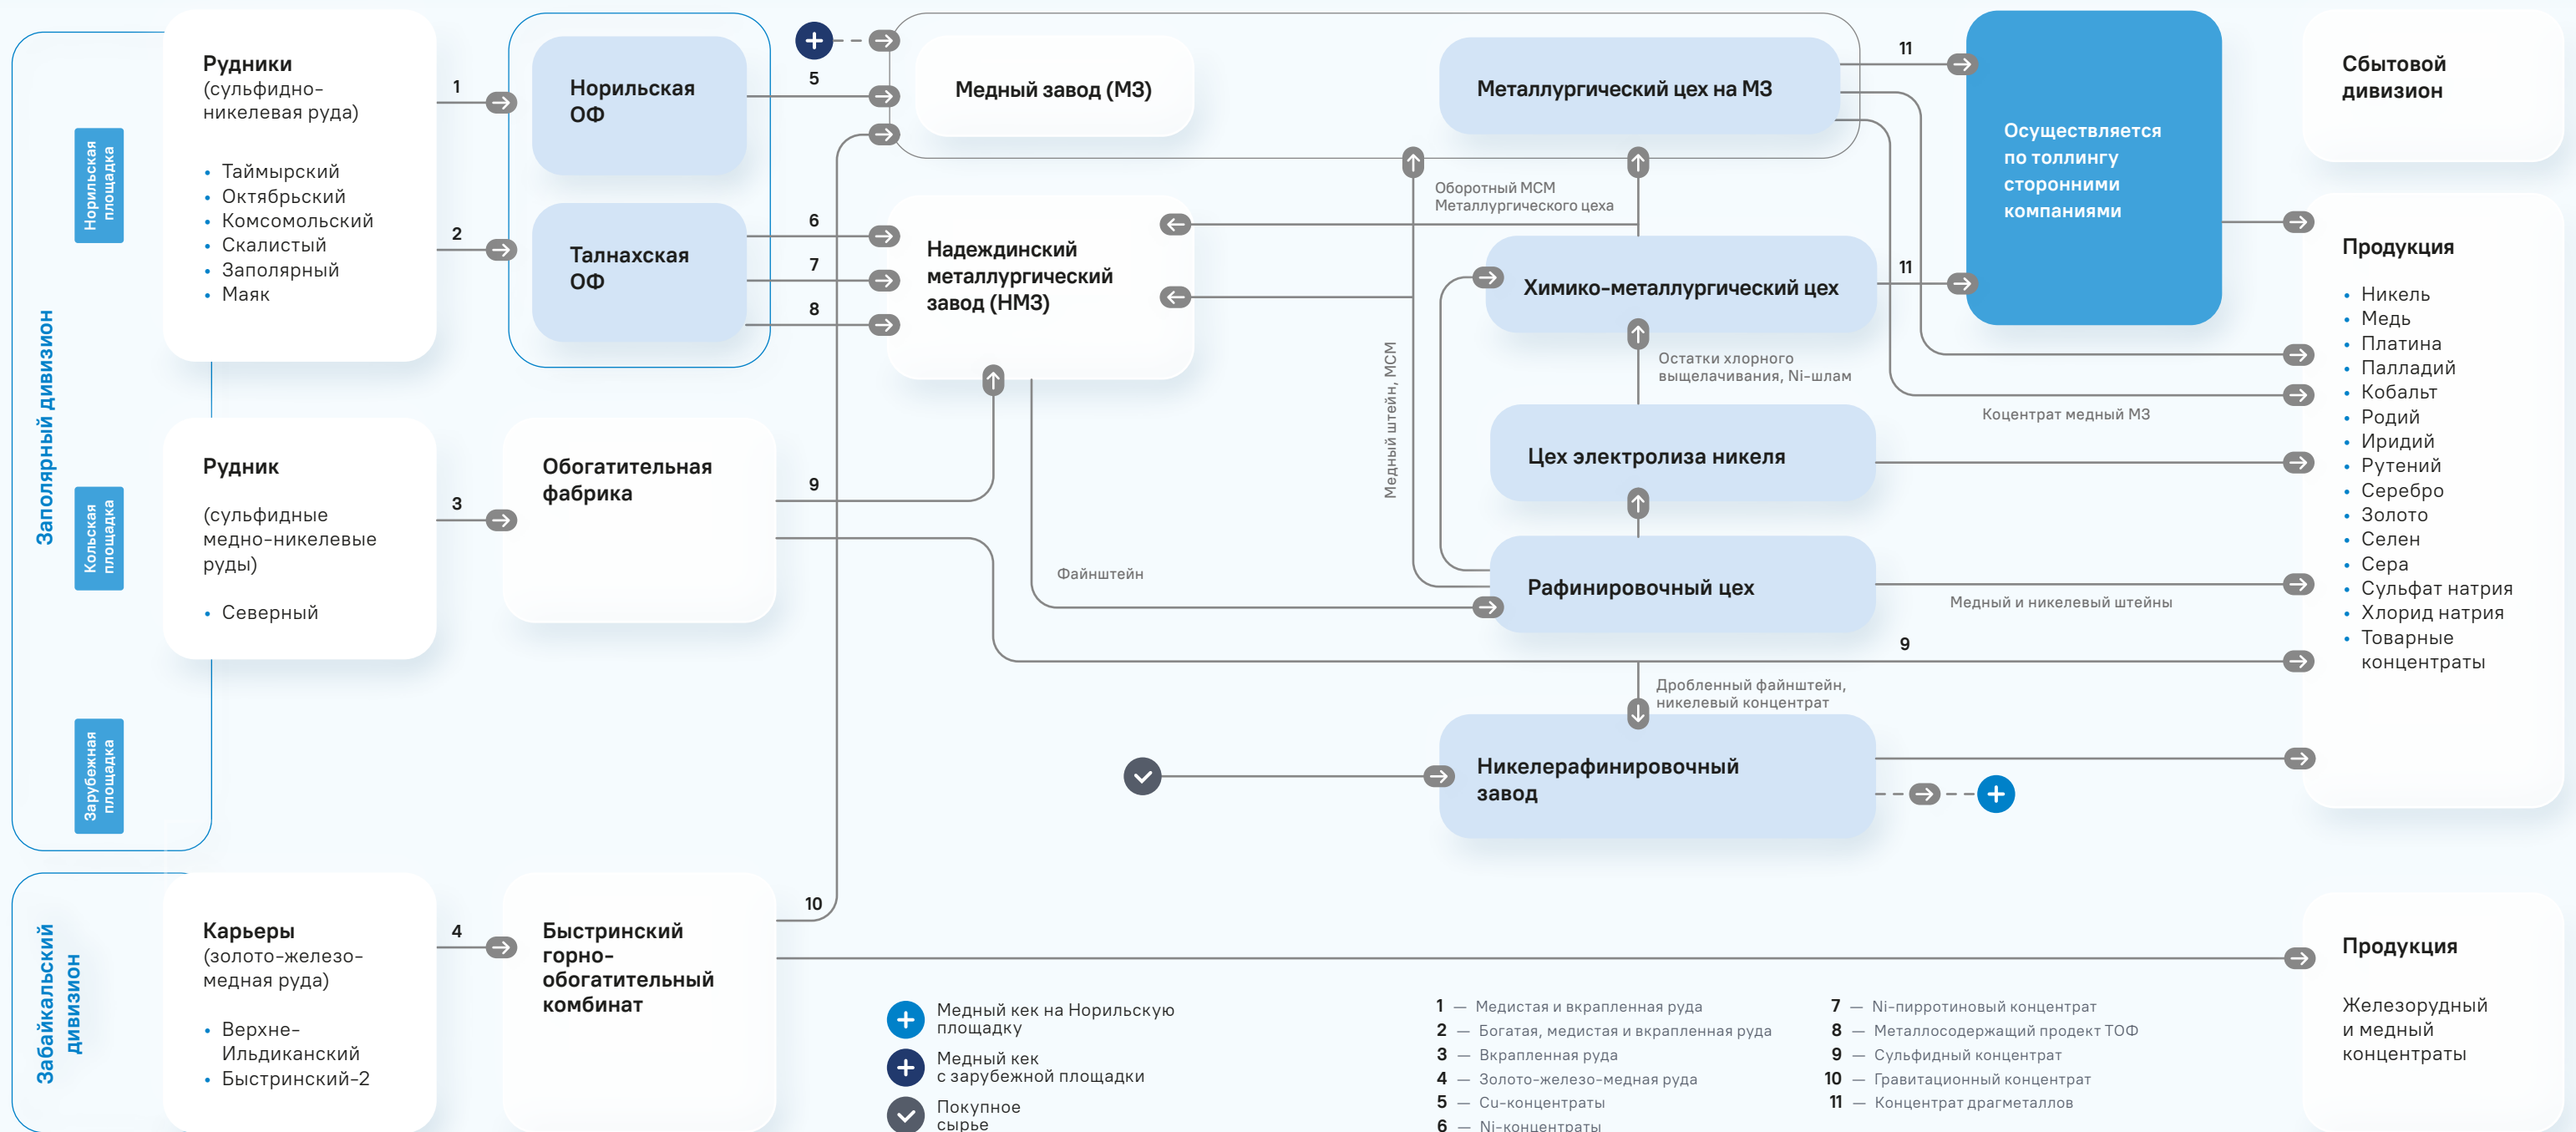 Заполярный дивизион
Норильская
площадка
Кольская
площадка
Зарубежная
площадка
Рудники
(сульфидно-
никелевая руда)
• Таймырский
• Октябрьский
• Комсомольский
• Скалистый
• Заполярный
• Маяк
1
2
Норильская
ОФ
Талнахская
ОФ
5
6
7
8
Медный завод (МЗ)
Металлургический цех на МЗ
Надеждинский
металлургический
завод (НМЗ)
Оборотный МСМ
Металлургического цеха
Химико-металлургический цех
11
11
Осуществляется
по толлингу
сторонними
компаниями
Сбытовой
дивизион
Продукция
• Никель
• Медь
• Платина
• Палладий
• Кобальт
• Родий
• Иридий
• Рутений
• Серебро
• Золото
• Селен
• Сера
• Сульфат натрия
• Хлорид натрия
• Товарные
концентраты
Остатки хлорного
выщелачивания, Ni-шлам
Медный штейн, МСМ
Коцентрат медный МЗ
Рудник
(сульфидные
медно-никелевые
руды)
• Северный
3
Обогатительная
фабрика
9
Файнштейн
Цех электролиза никеля
Рафинировочный цех
Медный и никелевый штейны
9
Дробленный файнштейн,
никелевый концентрат
Никелерафинировочный
завод
Забайкальский
дивизион
Карьеры
(золото-железо-
медная руда)
• Верхне-
Ильдиканский
• Быстринский-2
4
Быстринский
горно-
обогатительный
комбинат
10
Продукция
Железорудный
и медный
концентраты
Медный кек на Норильскую
площадку
Медный кек
с зарубежной площадки
Покупное
сырье
1 — Медистая и вкрапленная руда
2 — Богатая, медистая и вкрапленная руда
3 — Вкрапленная руда
4 — Золото-железо-медная руда
5 — Cu-концентраты
6 — Ni-концентраты
7 — Ni-пирротиновый концентрат
8 — Металлосодержащий продект ТОФ
9 — Сульфидный концентрат
10 — Гравитационный концентрат
11 — Концентрат драгметаллов